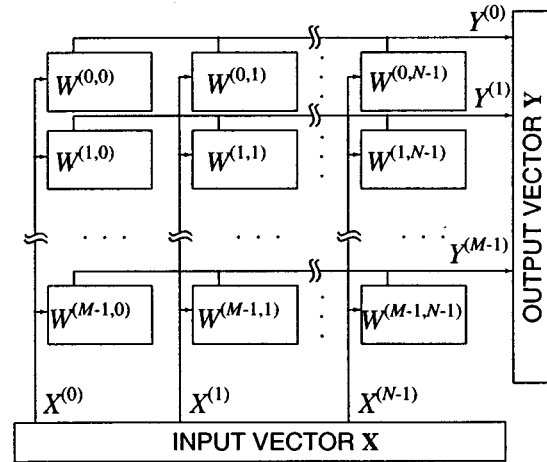 Y^(0)
W^(0,0) W^(0,1) W^(0,N-1)
Y^(1)
W^(1,0) W^(1,1) W^(1,N-1)
Y^(M-1)
W^(M-1,0) W^(M-1,1) W^(M-1,N-1)
X^(0) X^(1) X^(N-1)
INPUT VECTOR X
OUTPUT VECTOR Y